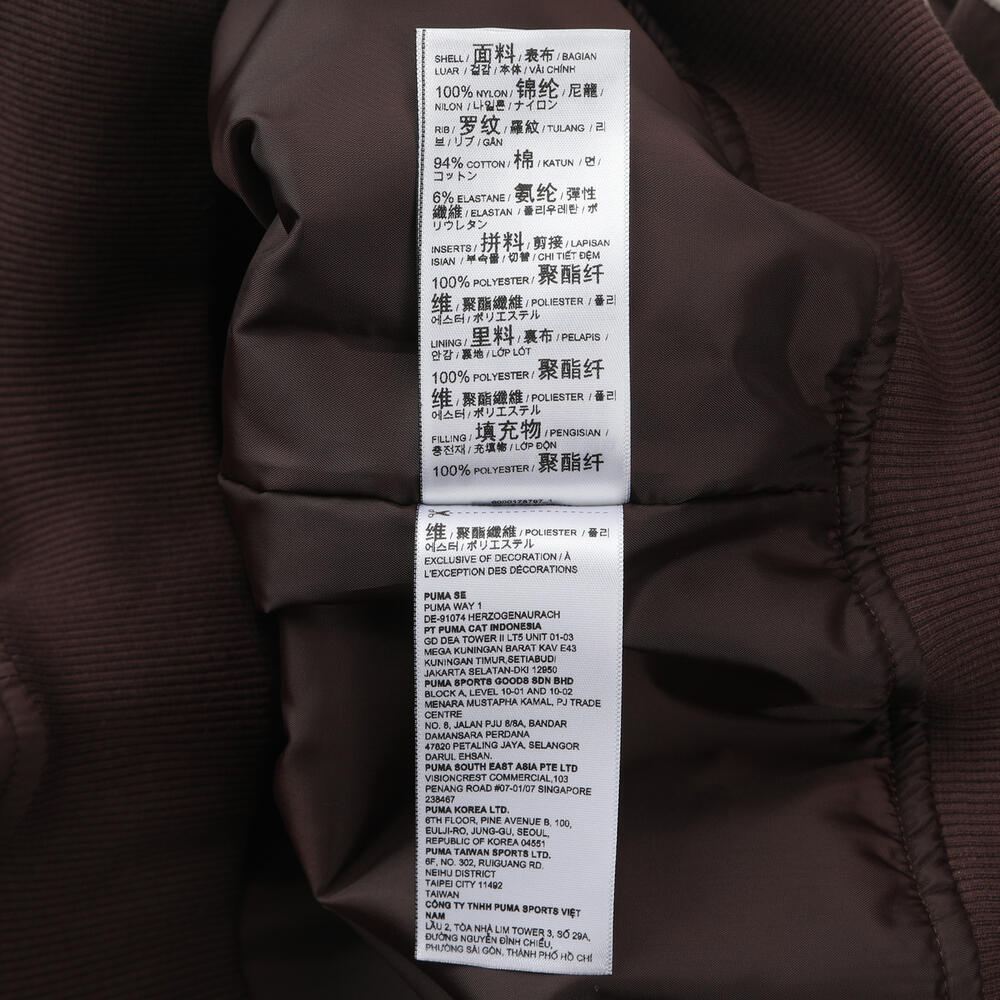 SHELL / 面料 / 表布 / BAGIAN
LUAR / 겉감 / 本体 / VẢI CHÍNH
100% NYLON / 锦纶 / 尼龍 /
NILON / 나일론 / ナイロン
RIB / 罗纹 / 羅紋 / TULANG / 리
브 / リブ / GÂN
94% COTTON / 棉 / KATUN / 면 /
コットン
6% ELASTANE / 氨纶 / 彈性
纖維 / ELASTAN / 폴리우레탄 / ポ
リウレタン
INSERTS / 拼料 / 剪接 / LAPISAN
ISIAN / 부속물 / 切替 / CHI TIẾT ĐỆM
100% POLYESTER / 聚酯纤
维 / 聚酯纖維 / POLIESTER / 폴리
에스터 / ポリエステル
LINING / 里料 / 裏布 / PELAPIS /
안감 / 裏地 / LỚP LÓT
100% POLYESTER / 聚酯纤
维 / 聚酯纖維 / POLIESTER / 폴리
에스터 / ポリエステル
FILLING / 填充物 / PENGISIAN /
충전재 / 充填物 / LỚP ĐỘN
100% POLYESTER / 聚酯纤
维 / 聚酯纖維 / POLIESTER / 폴리
에스터 / ポリエステル
EXCLUSIVE OF DECORATION / À
L'EXCEPTION DES DÉCORATIONS
PUMA SE
PUMA WAY 1
DE-91074 HERZOGENAURACH
PT PUMA CAT INDONESIA
GD DEA TOWER II LT5 UNIT 01-03
MEGA KUNINGAN BARAT KAV E43
KUNINGAN TIMUR,SETIABUDI
JAKARTA SELATAN-DKI 12950
PUMA SPORTS GOODS SDN BHD
BLOCK A, LEVEL 10-01 AND 10-02
MENARA MUSTAPHA KAMAL, PJ TRADE
CENTRE
NO. 8, JALAN PJU 8/8A, BANDAR
DAMANSARA PERDANA
47820 PETALING JAYA, SELANGOR
DARUL EHSAN.
PUMA SOUTH EAST ASIA PTE LTD
VISIONCREST COMMERCIAL,103
PENANG ROAD #07-01/07 SINGAPORE
238467
PUMA KOREA LTD.
6TH FLOOR, PINE AVENUE B, 100,
EULJI-RO, JUNG-GU, SEOUL,
REPUBLIC OF KOREA 04551
PUMA TAIWAN SPORTS LTD.
6F, NO. 302, RUIGUANG RD.
NEIHU DISTRICT
TAIPEI CITY 11492
TAIWAN
CÔNG TY TNHH PUMA SPORTS VIỆT
NAM
LẦU 2, TÒA NHÀ LIM TOWER 3, SỐ 29A,
ĐƯỜNG NGUYỄN ĐÌNH CHIỂU,
PHƯỜNG SÀI GÒN, THÀNH PHỐ HỒ CHÍ